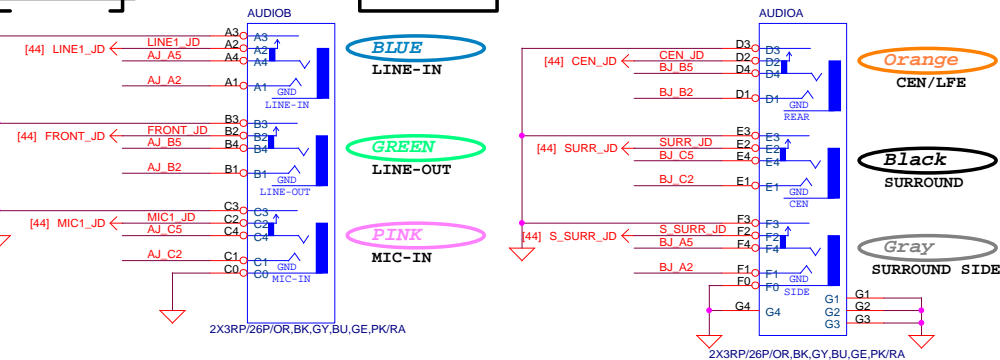 AUDIOB
A3 A3
[44] LINE1_JD LINE1_JD A2 A2
AJ_A5 A4 A4
AJ_A2 A1 A1
GND
LINE-IN
BLUE
LINE-IN
B3 B3
[44] FRONT_JD FRONT_JD B2 B2
AJ_B5 B4 B4
AJ_B2 B1 B1
GND
LINE-OUT
GREEN
LINE-OUT
C3 C3
[44] MIC1_JD MIC1_JD C2 C2
AJ_C5 C4 C4
AJ_C2 C1 C1
GND
C0 C0
MIC-IN
PINK
MIC-IN
2X3RP/26P/OR,BK,GY,BU,GE,PK/RA
AUDIOA
D3 D3
[44] CEN_JD CEN_JD D2 D2
BJ_B5 D4 D4
BJ_B2 D1 D1
GND
REAR
Orange
CEN/LFE
E3 E3
[44] SURR_JD SURR_JD E2 E2
BJ_C5 E4 E4
BJ_C2 E1 E1
GND
CEN
Black
SURROUND
F3 F3
[44] S_SURR_JD S_SURR_JD F2 F2
BJ_A5 F4 F4
BJ_A2 F1 F1
GND
F0 F0
SIDE
Gray
SURROUND SIDE
G4 G4
G1 G1
G2 G2
G3 G3
2X3RP/26P/OR,BK,GY,BU,GE,PK/RA